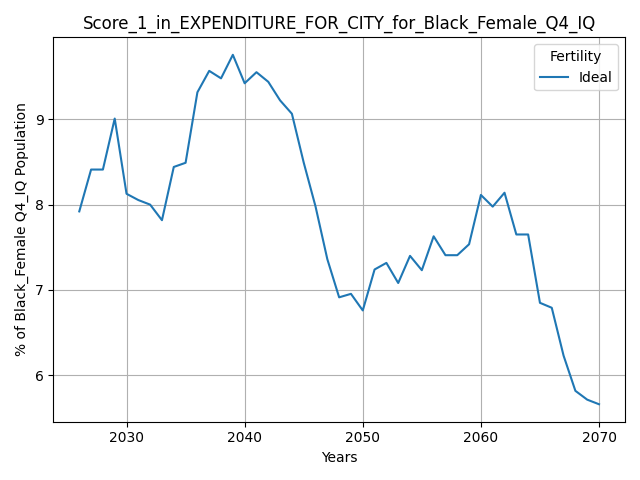 Score_1_in_EXPENDITURE_FOR_CITY_for_Black_Female_Q4_IQ
Fertility
Ideal
% of Black_Female Q4_IQ Population
9
8
7
6
2030 2040 2050 2060 2070
Years